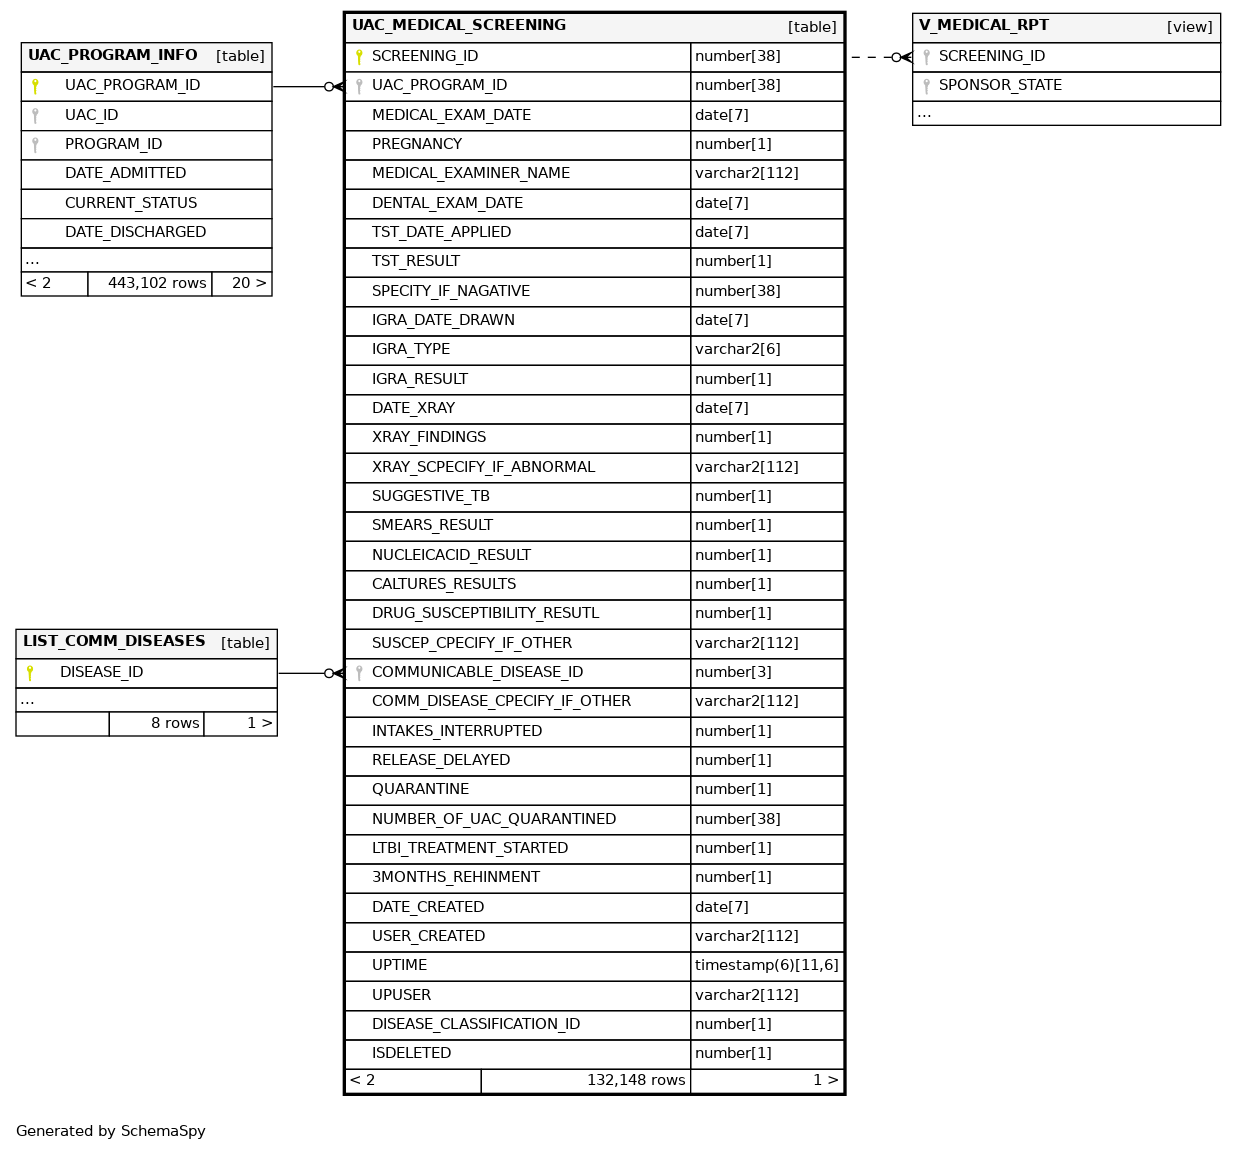 UAC_PROGRAM_INFO [table]
UAC_PROGRAM_ID
UAC_ID
PROGRAM_ID
DATE_ADMITTED
CURRENT_STATUS
DATE_DISCHARGED
...
< 2 443,102 rows 20 >
LIST_COMM_DISEASES [table]
DISEASE_ID
...
8 rows 1 >
UAC_MEDICAL_SCREENING [table]
SCREENING_ID number[38]
UAC_PROGRAM_ID number[38]
MEDICAL_EXAM_DATE date[7]
PREGNANCY number[1]
MEDICAL_EXAMINER_NAME varchar2[112]
DENTAL_EXAM_DATE date[7]
TST_DATE_APPLIED date[7]
TST_RESULT number[1]
SPECITY_IF_NAGATIVE number[38]
IGRA_DATE_DRAWN date[7]
IGRA_TYPE varchar2[6]
IGRA_RESULT number[1]
DATE_XRAY date[7]
XRAY_FINDINGS number[1]
XRAY_SCPECIFY_IF_ABNORMAL varchar2[112]
SUGGESTIVE_TB number[1]
SMEARS_RESULT number[1]
NUCLEICACID_RESULT number[1]
CALTURES_RESULTS number[1]
DRUG_SUSCEPTIBILITY_RESUTL number[1]
SUSCEP_CPECIFY_IF_OTHER varchar2[112]
COMMUNICABLE_DISEASE_ID number[3]
COMM_DISEASE_CPECIFY_IF_OTHER varchar2[112]
INTAKES_INTERRUPTED number[1]
RELEASE_DELAYED number[1]
QUARANTINE number[1]
NUMBER_OF_UAC_QUARANTINED number[38]
LTBI_TREATMENT_STARTED number[1]
3MONTHS_REHINMENT number[1]
DATE_CREATED date[7]
USER_CREATED varchar2[112]
UPTIME timestamp(6)[11,6]
UPUSER varchar2[112]
DISEASE_CLASSIFICATION_ID number[1]
ISDELETED number[1]
< 2 132,148 rows 1 >
V_MEDICAL_RPT [view]
SCREENING_ID
SPONSOR_STATE
...
Generated by SchemaSpy